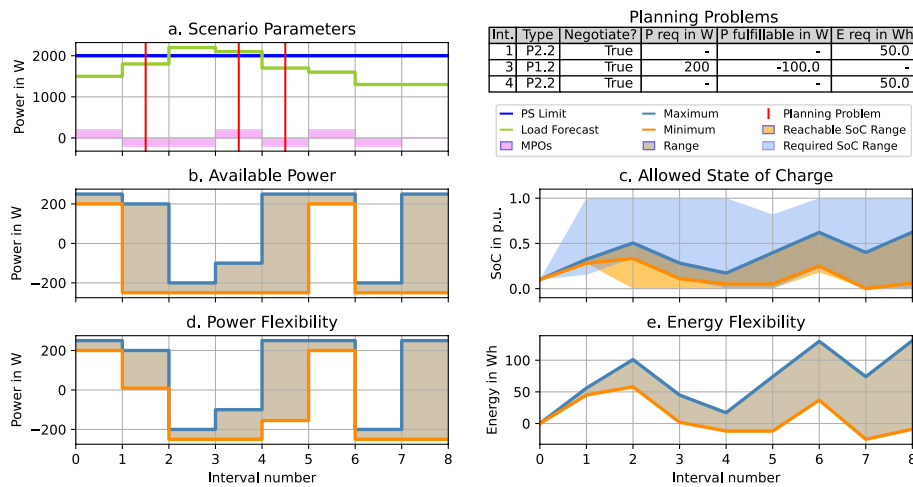 a. Scenario Parameters
Power in W
2000
1000
0
Planning Problems
Int. Type Negotiate? P req in W P fulfillable in W E req in Wh
1 P2.2 True - - 50.0
3 P1.2 True 200 -100.0 -
4 P2.2 True - - 50.0
PS Limit
Load Forecast
MPOs
Maximum
Minimum
Range
Planning Problem
Reachable SoC Range
Required SoC Range
b. Available Power
Power in W
200
0
−200
c. Allowed State of Charge
SoC in p.u.
1.0
0.5
0.0
d. Power Flexibility
Power in W
200
0
−200
0 1 2 3 4 5 6 7 8
Interval number
e. Energy Flexibility
Energy in Wh
100
50
0
0 1 2 3 4 5 6 7 8
Interval number